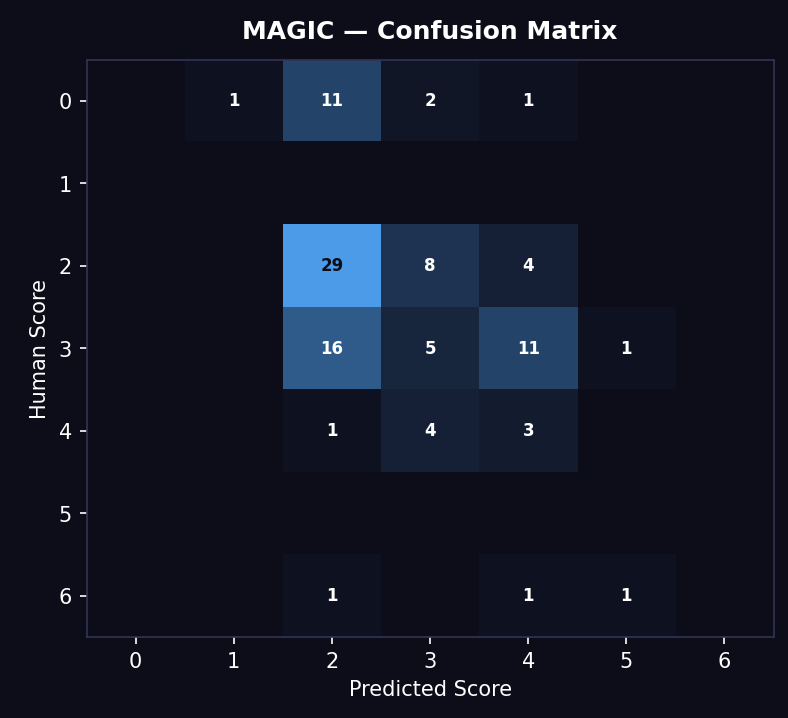 MAGIC — Confusion Matrix
0 1 11 2 1
1
2 29 8 4
3 16 5 11 1
4 1 4 3
5
6 1 1 1
0 1 2 3 4 5 6
Predicted Score
Human Score